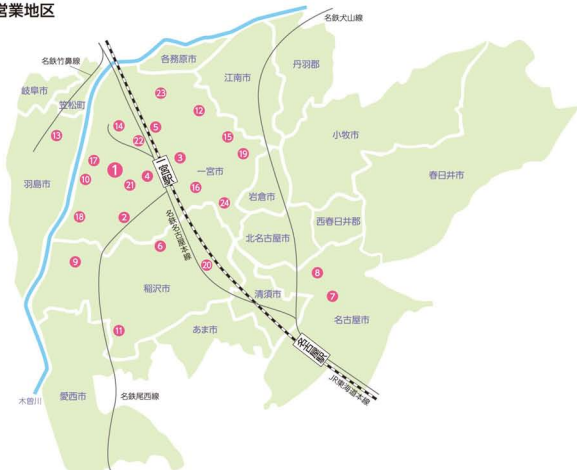 営業地区
名鉄犬山線
名鉄竹鼻線
各務原市
丹羽郡
江南市
岐阜市
笠松町
23
12
14
5
13
22
15
小牧市
17
3
19
1
一宮駅
一宮市
春日井市
羽島市
10
21
4
16
岩倉市
24
18
2
西春日井郡
名鉄名古屋本線
北名古屋市
6
9
20
8
稲沢市
清須市
7
名古屋市
11
あま市
名古屋駅
JR東海道本線
愛西市
名鉄尾西線
木曽川